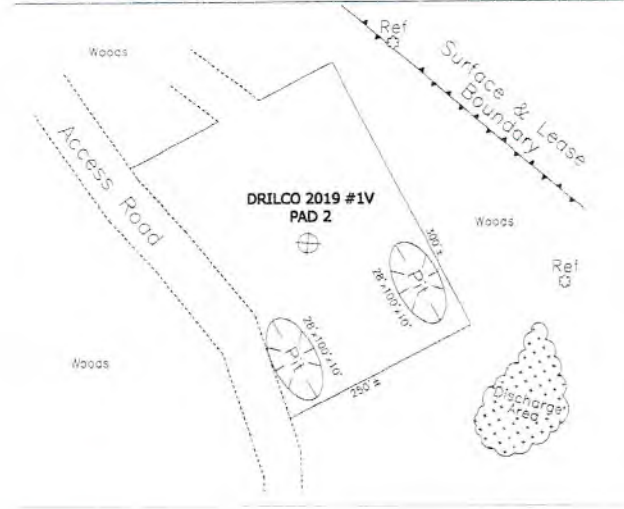 Woods
Ref
Surface & Lease
Boundary
Access Road
DRILCO 2019 #1V
PAD 2
Woods
300'±
Ref
Pit
28'x100'x10'
28'x100'x10'
Pit
Woods
250'±
Discharge
Area